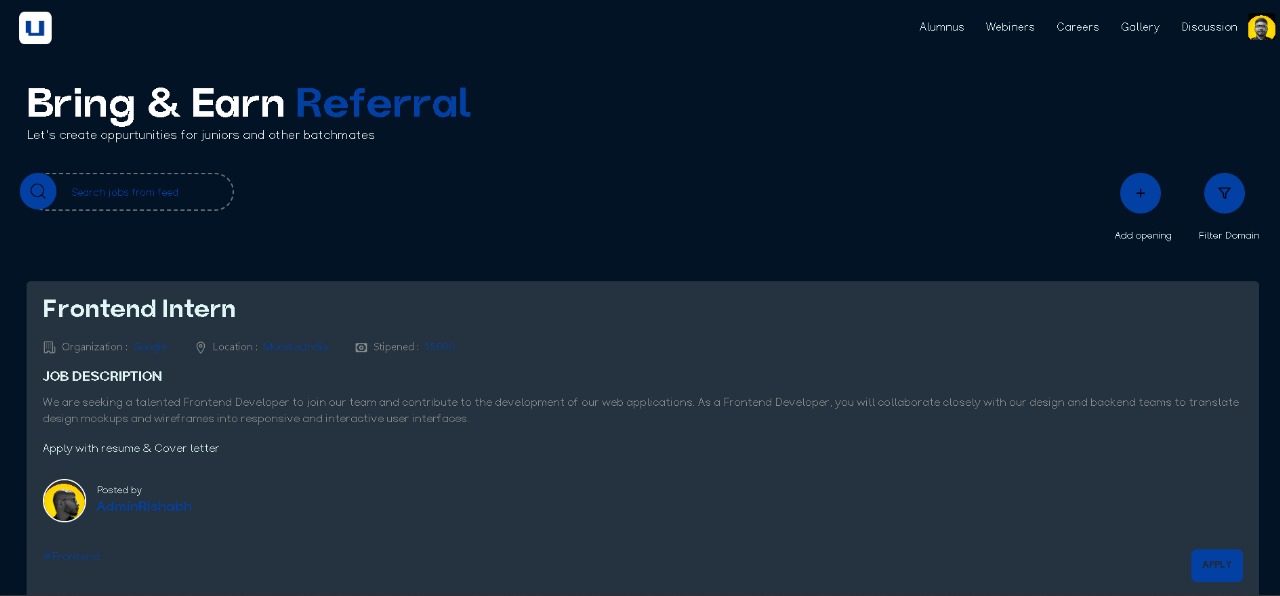 Alumnus Webiners Careers Gallery Discussion
Bring & Earn Referral
Let's create oppurtunities for juniors and other batchmates
Search jobs from feed
Add opening
Filter Domain
Frontend Intern
Organization : Google
Location :
Stipened :
JOB DESCRIPTION
We are seeking a talented Frontend Developer to join our team and contribute to the development of our web applications. As a Frontend Developer, you will collaborate closely with our design and backend teams to translate
design mockups and wireframes into responsive and interactive user interfaces.
Apply with resume & Cover letter
Posted by
AdminRishabh
#Frontend
APPLY